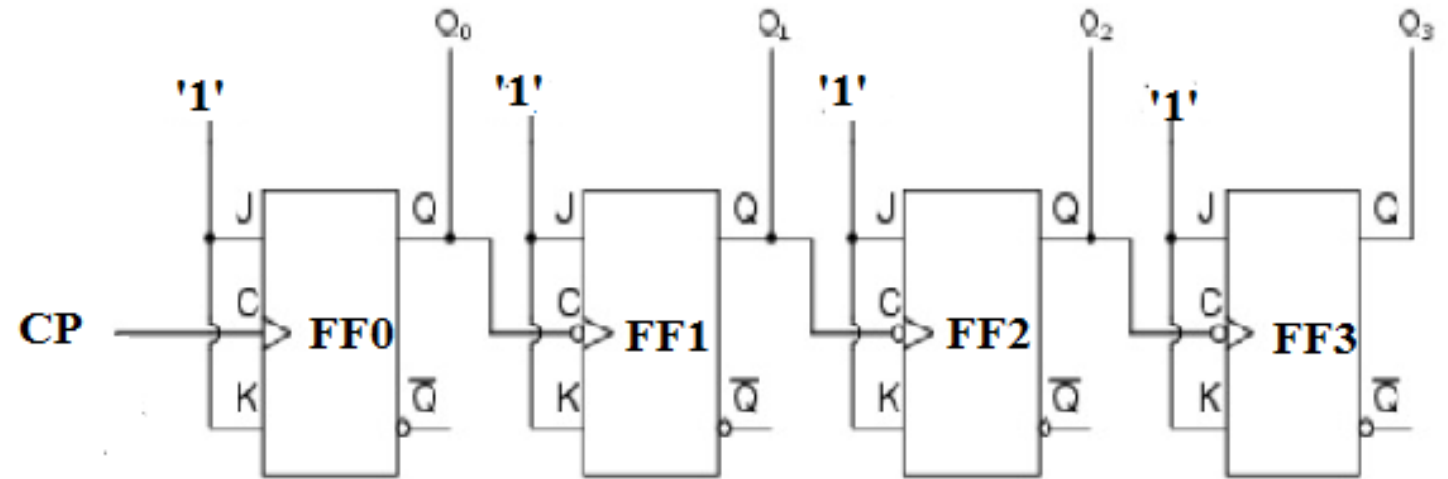 Q₀ Q₁ Q₂ Q₃
'1' '1' '1' '1'
J Q J Q J Q J Q
C C C C
CP FF0 FF1 FF2 FF3
K Q̅ K Q̅ K Q̅ K Q̅